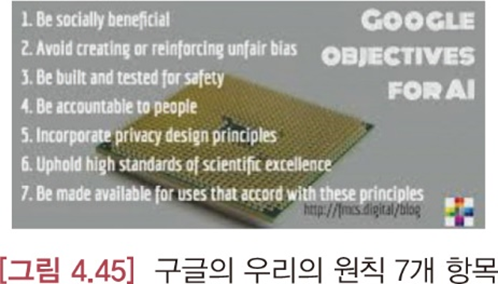 GOOGLE
OBJECTIVES
FOR AI
1. Be socially beneficial
2. Avoid creating or reinforcing unfair bias
3. Be built and tested for safety
4. Be accountable to people
5. Incorporate privacy design principles
6. Uphold high standards of scientific excellence
7. Be made available for uses that accord with these principles
http://jmcs.digital/blog
[그림 4.45] 구글의 우리의 원칙 7개 항목